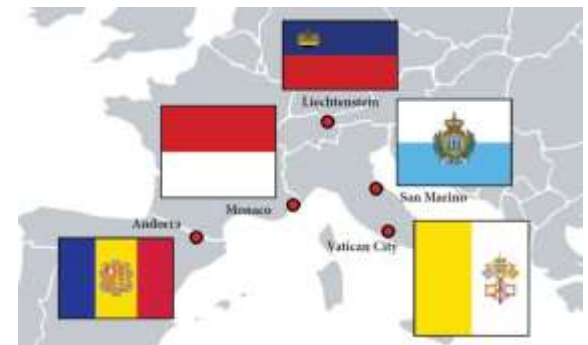 Liechtenstein
San Marino
Monaco
Andorra
Vatican City